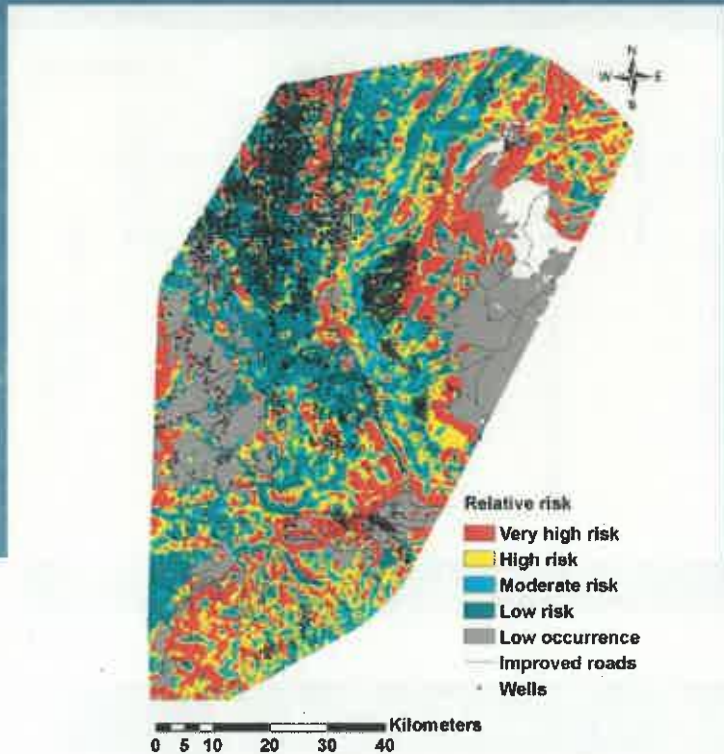 N
W E
S
Relative risk
Very high risk
High risk
Moderate risk
Low risk
Low occurrence
Improved roads
Wells
Kilometers
0 5 10 20 30 40